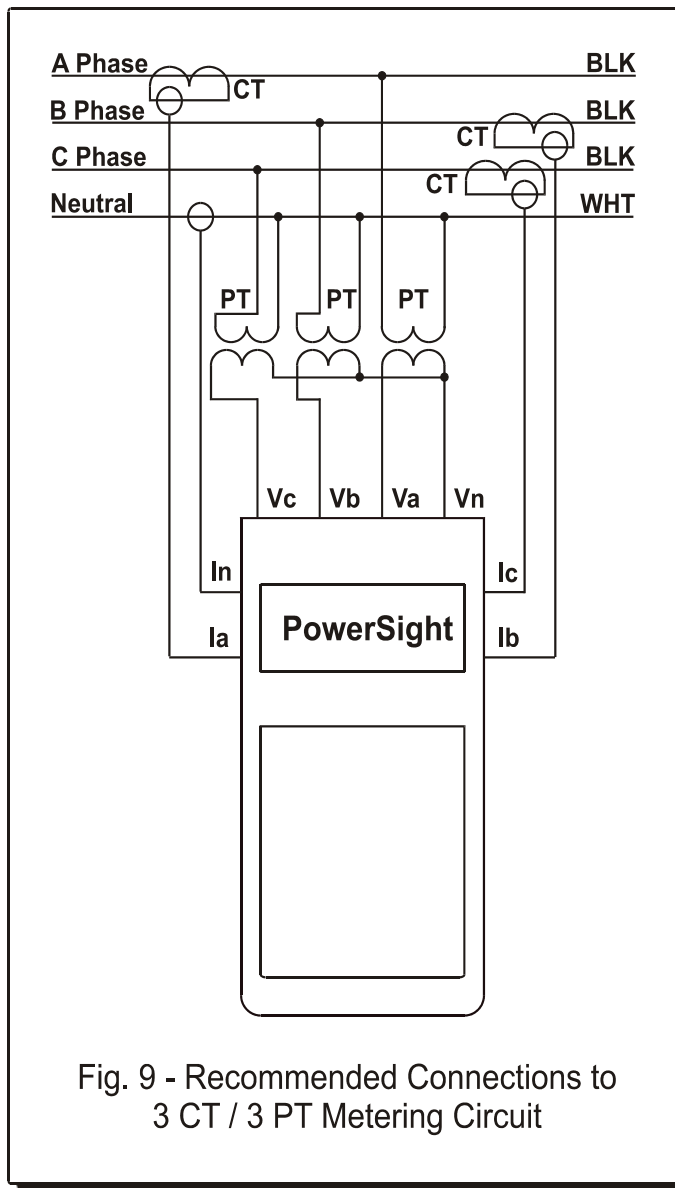 A Phase
BLK
CT
B Phase
BLK
CT
C Phase
BLK
CT
Neutral
WHT
PT
PT
PT
Vc
Vb
Va
Vn
In
Ic
PowerSight
Ia
Ib
Fig. 9 - Recommended Connections to
3 CT / 3 PT Metering Circuit